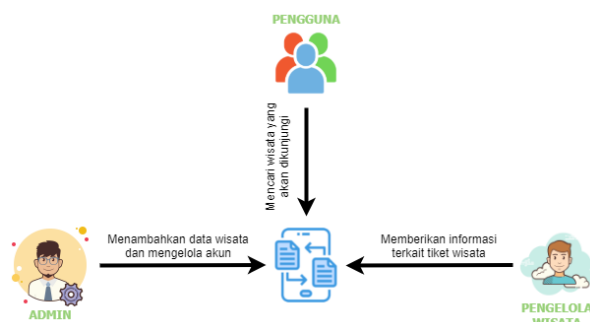 PENGGUNA
Mencari wisata yang
akan dikunjungi
Menambahkan data wisata
dan mengelola akun
Memberikan informasi
terkait tiket wisata
ADMIN
PENGELOLA
WISATA